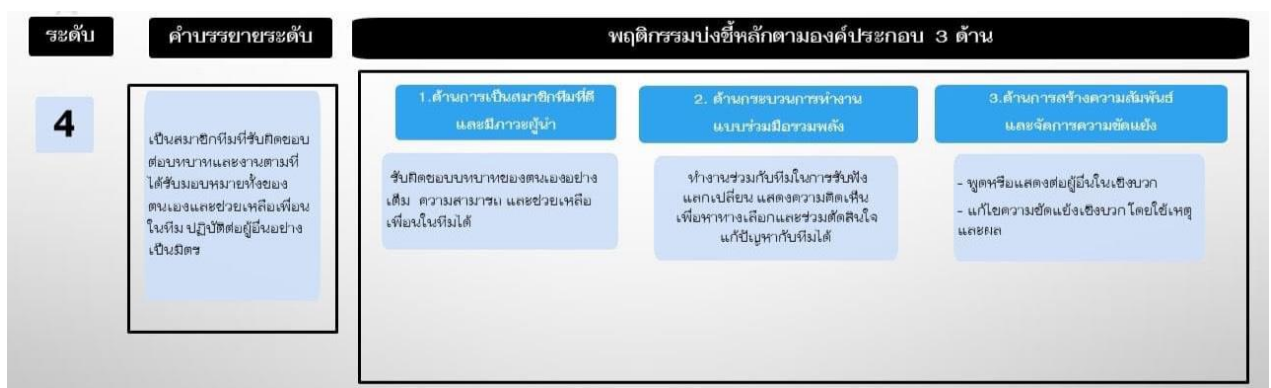 ระดับ
คำบรรยายระดับ
พฤติกรรมบ่งชี้หลักตามองค์ประกอบ 3 ด้าน
4
เป็นสมาชิกทีมที่รับผิดชอบ
ต่อบทบาทและงานตามที่
ได้รับมอบหมายทั้งของ
ตนเองและช่วยเหลือเพื่อน
ในทีม ปฏิบัติต่อผู้อื่นอย่าง
เป็นมิตร
1.ด้านการเป็นสมาชิกทีมที่ดี
และมีภาวะผู้นำ
รับผิดชอบบทบาทของตนเองอย่าง
เต็ม ความสามารถ และช่วยเหลือ
เพื่อนในทีมได้
2. ด้านกระบวนการทำงาน
แบบร่วมมือรวมพลัง
ทำงานร่วมกับทีมในการรับฟัง
แลกเปลี่ยน แสดงความคิดเห็น
เพื่อหาทางเลือกและร่วมตัดสินใจ
แก้ปัญหากับทีมได้
3.ด้านการสร้างความสัมพันธ์
และจัดการความขัดแย้ง
- พูดหรือแสดงต่อผู้อื่นในเชิงบวก
- แก้ไขความขัดแย้งเชิงบวก โดยใช้เหตุ
และผล